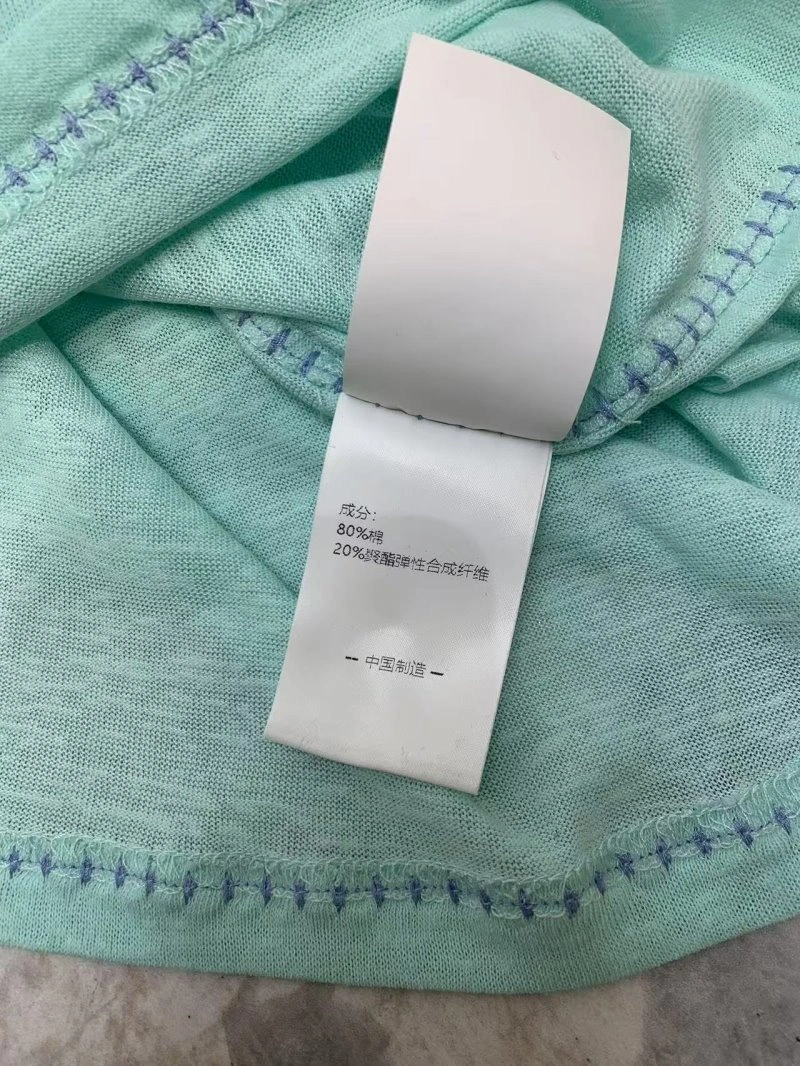 成分：
80%棉
20%聚酯弹性合成纤维
-- 中国制造 --